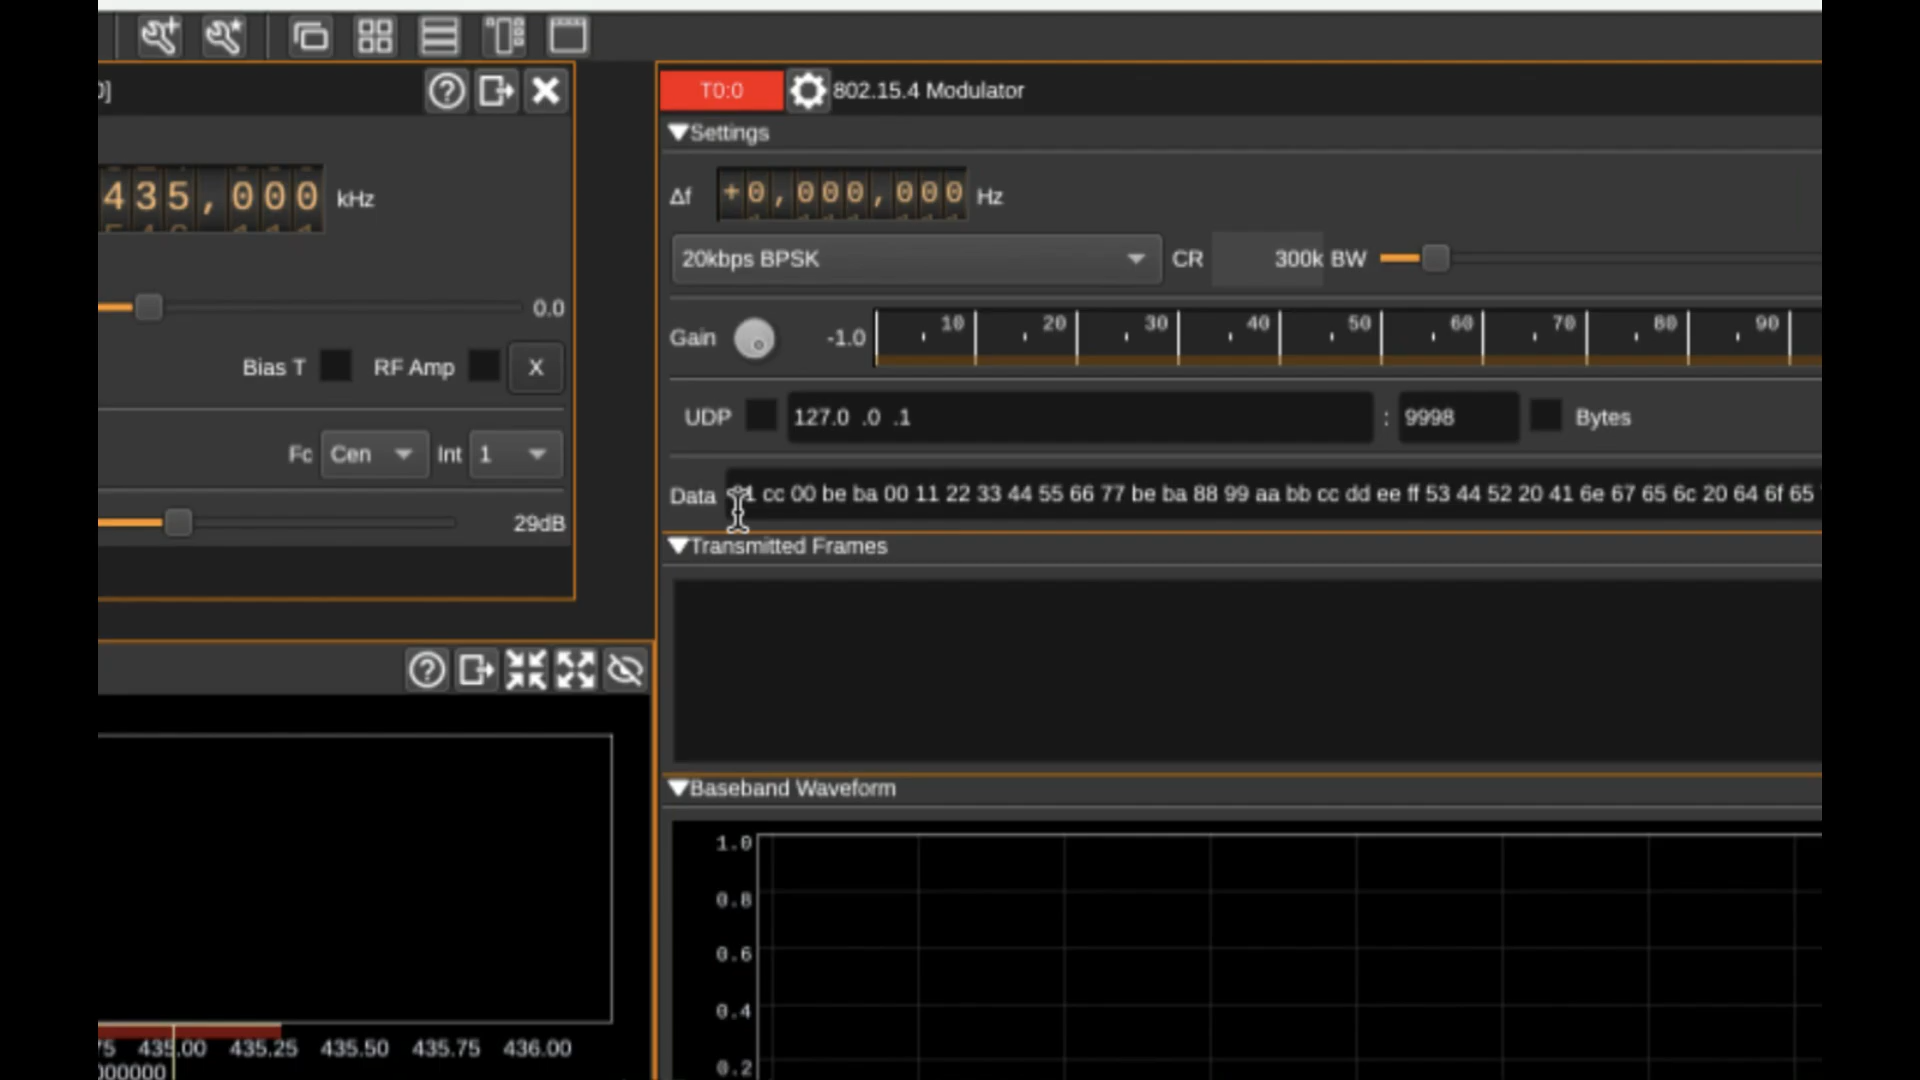 T0:0 802.15.4 Modulator
Settings
435,000 kHz
Δf +0,000,000 Hz
20kbps BPSK CR 300k BW
0.0
Gain -1.0 10 20 30 40 50 60 70 80 90
Bias T RF Amp X
UDP 127.0 .0 .1 : 9998 Bytes
Fc Cen Int 1
Data 1 cc 00 be ba 00 11 22 33 44 55 66 77 be ba 88 99 aa bb cc dd ee ff 53 44 52 20 41 6e 67 65 6c 20 64 6f 65
29dB
Transmitted Frames
Baseband Waveform
1.0
0.8
0.6
0.4
0.2
75 435.00 435.25 435.50 435.75 436.00
000000